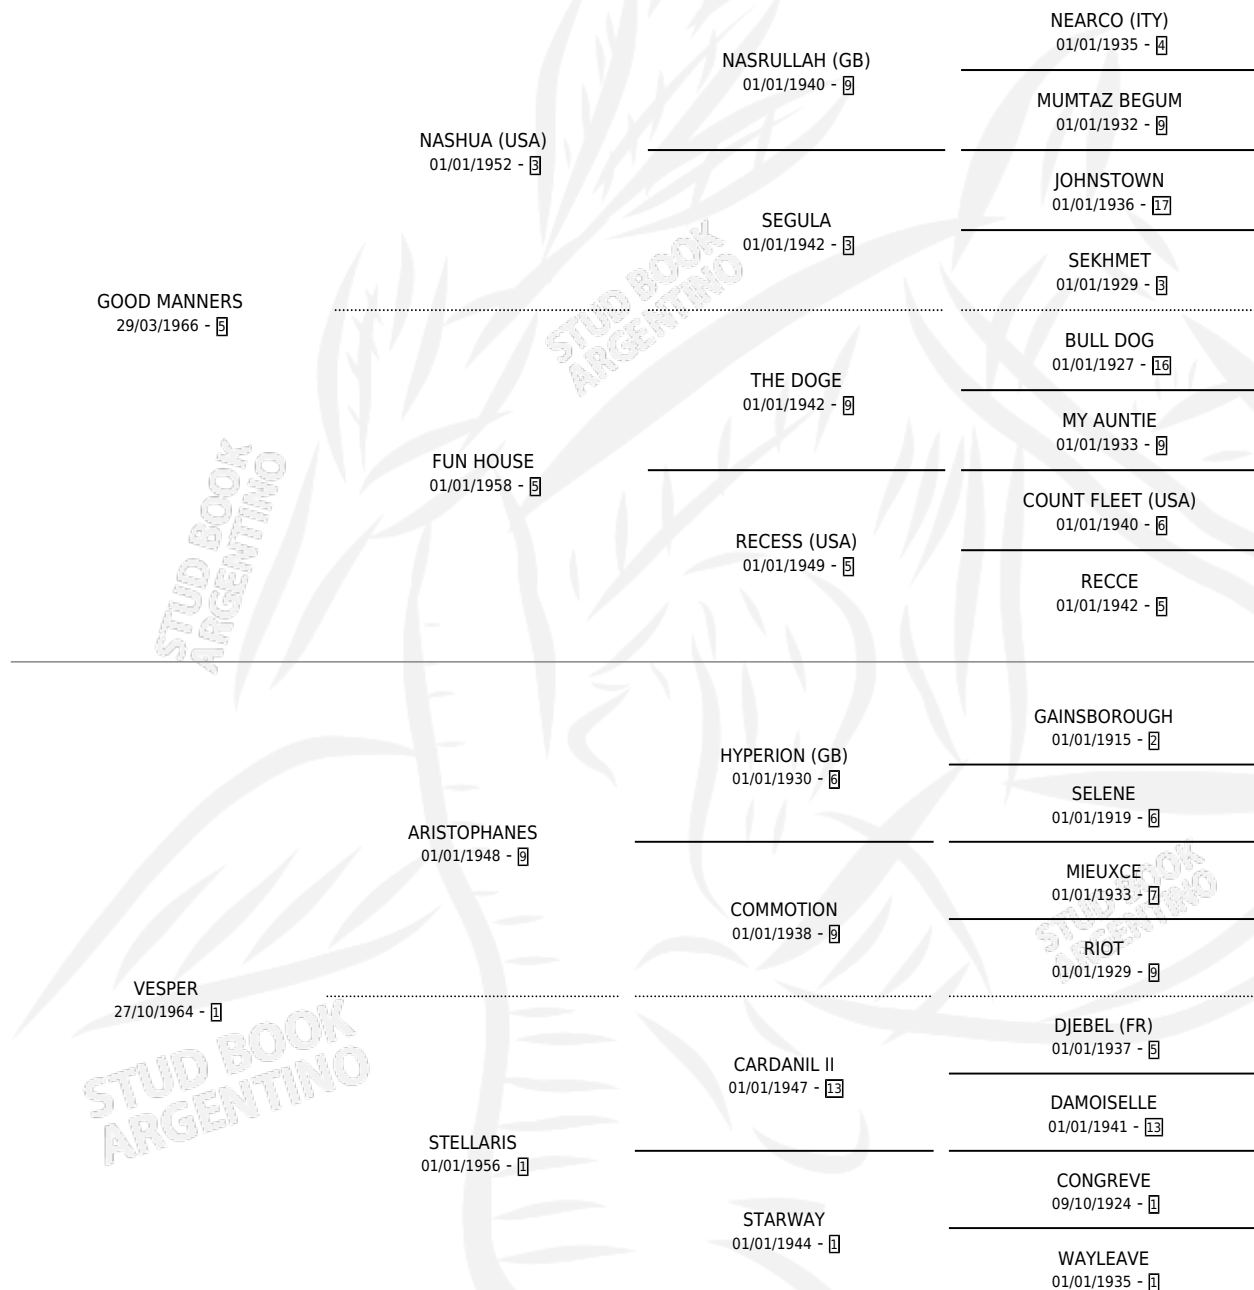 NEARCO (ITY)
01/01/1935 - 4
NASRULLAH (GB)
01/01/1940 - 9
MUMTAZ BEGUM
01/01/1932 - 9
NASHUA (USA)
01/01/1952 - 3
JOHNSTOWN
01/01/1936 - 17
SEGULA
01/01/1942 - 3
SEKHMET
01/01/1929 - 3
GOOD MANNERS
29/03/1966 - 5
BULL DOG
01/01/1927 - 16
THE DOGE
01/01/1942 - 9
MY AUNTIE
01/01/1933 - 9
FUN HOUSE
01/01/1958 - 5
COUNT FLEET (USA)
01/01/1940 - 6
RECESS (USA)
01/01/1949 - 5
RECCE
01/01/1942 - 5
GAINSBOROUGH
01/01/1915 - 2
HYPERION (GB)
01/01/1930 - 6
SELENE
01/01/1919 - 6
ARISTOPHANES
01/01/1948 - 9
MIEUXCE
01/01/1933 - 7
COMMOTION
01/01/1938 - 9
RIOT
01/01/1929 - 9
VESPER
27/10/1964 - 1
DJEBEL (FR)
01/01/1937 - 5
CARDANIL II
01/01/1947 - 13
DAMOISELLE
01/01/1941 - 13
STELLARIS
01/01/1956 - 1
CONGREVE
09/10/1924 - 1
STARWAY
01/01/1944 - 1
WAYLEAVE
01/01/1935 - 1
STUD BOOK
ARGENTINO
STUD BOOK
ARGENTINO
STUD BOOK
ARGENTINO
STUD BOOK
ARGENTINO